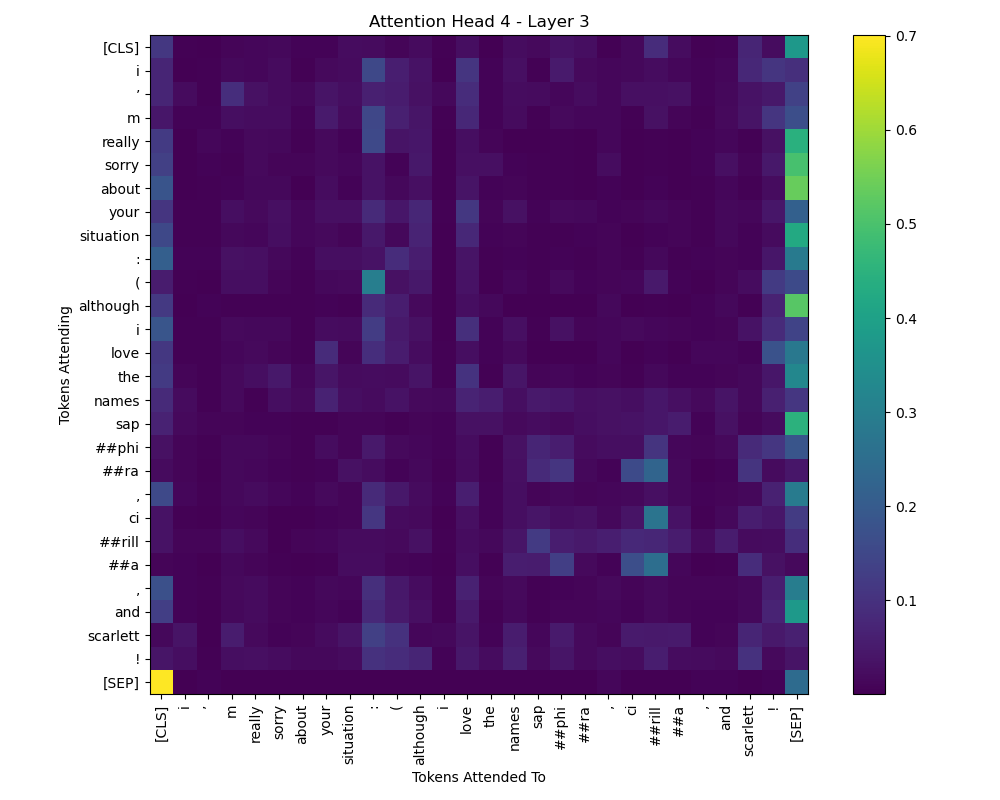 Attention Head 4 - Layer 3
[CLS]
i
’
m
really
sorry
about
your
situation
:
(
although
i
love
the
names
sap
##phi
##ra
,
ci
##rill
##a
,
and
scarlett
!
[SEP]
Tokens Attending
[CLS]
i
’
m
really
sorry
about
your
situation
:
(
although
i
love
the
names
sap
##phi
##ra
,
ci
##rill
##a
,
and
scarlett
!
[SEP]
Tokens Attended To
0.7
0.6
0.5
0.4
0.3
0.2
0.1